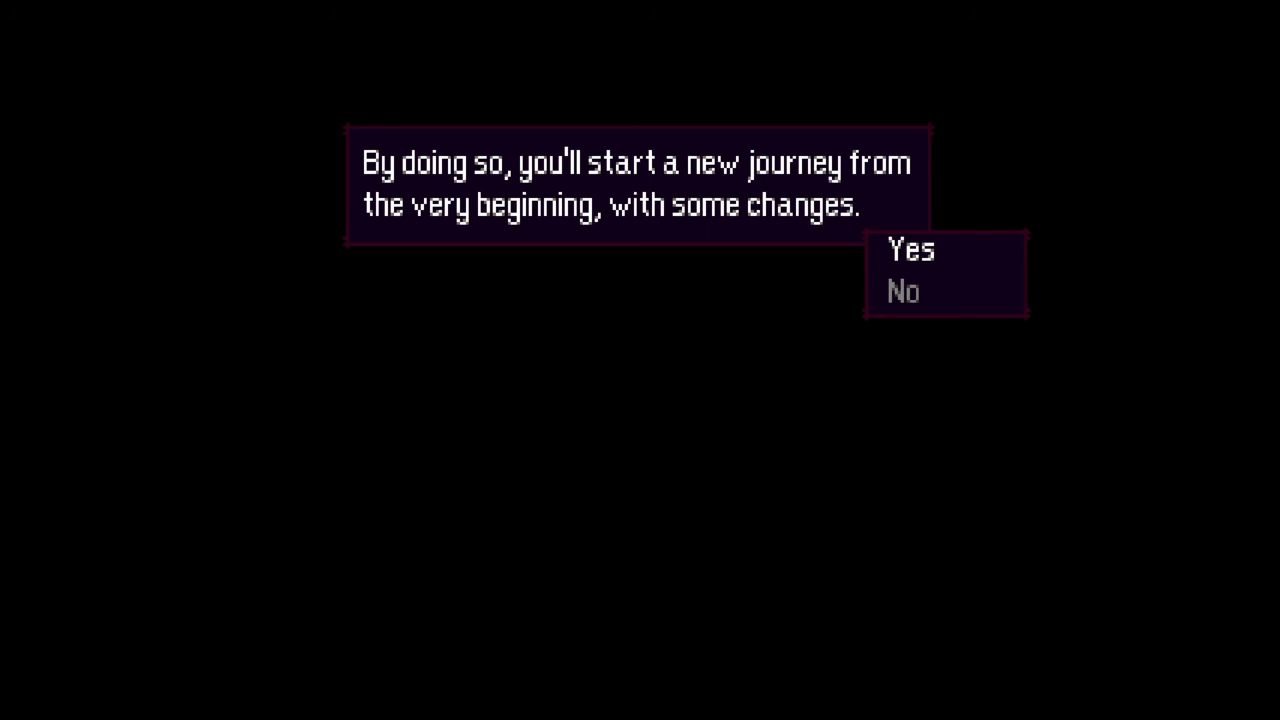 By doing so, you'll start a new journey from
the very beginning, with some changes.
Yes
No